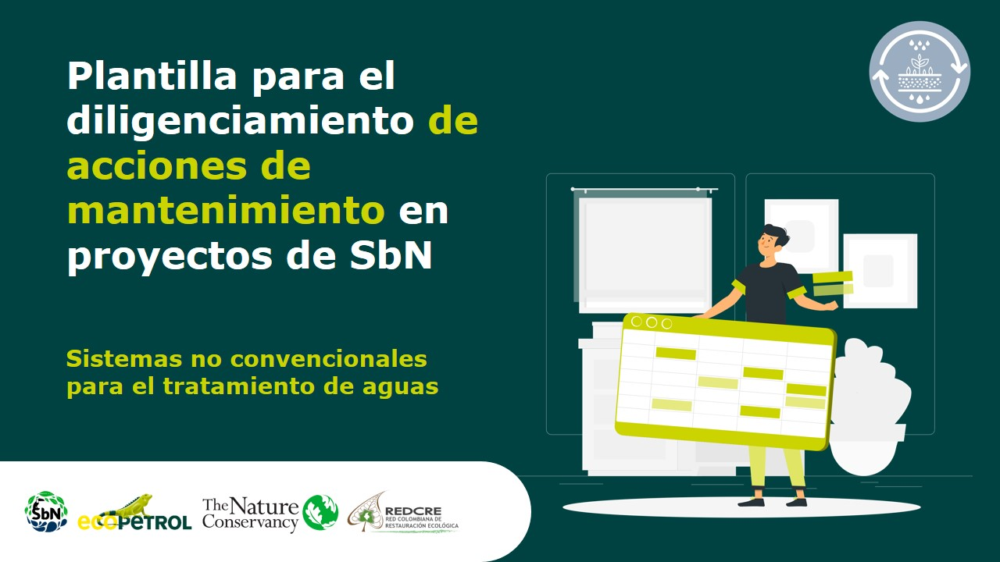 Plantilla para el
diligenciamiento de
acciones de
mantenimiento en
proyectos de SbN
Sistemas no convencionales
para el tratamiento de aguas
SbN
ecoPETROL
The Nature
Conservancy
REDCRE
RED COLOMBIANA DE
RESTAURACIÓN ECOLÓGICA